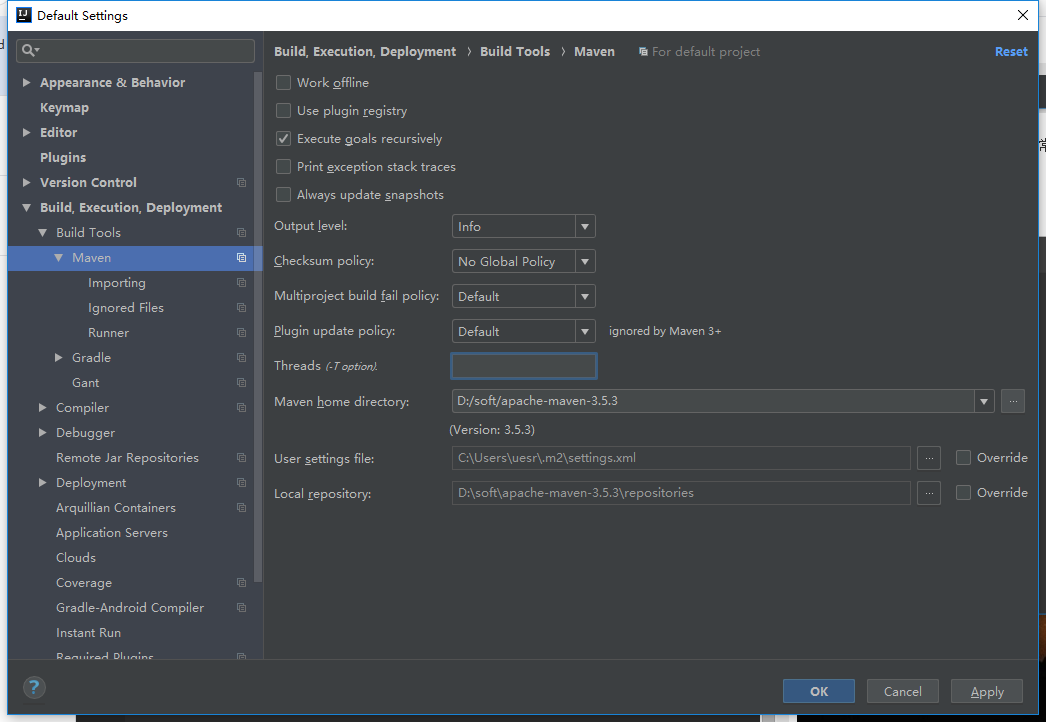 Default Settings
Build, Execution, Deployment › Build Tools › Maven For default project Reset
Appearance & Behavior
Keymap
Editor
Plugins
Version Control
Build, Execution, Deployment
Build Tools
Maven
Importing
Ignored Files
Runner
Gradle
Gant
Compiler
Debugger
Remote Jar Repositories
Deployment
Arquillian Containers
Application Servers
Clouds
Coverage
Gradle-Android Compiler
Instant Run
Required Plugins
Work offline
Use plugin registry
Execute goals recursively
Print exception stack traces
Always update snapshots
Output level: Info
Checksum policy: No Global Policy
Multiproject build fail policy: Default
Plugin update policy: Default ignored by Maven 3+
Threads (-T option).
Maven home directory: D:/soft/apache-maven-3.5.3 ...
(Version: 3.5.3)
User settings file: C:\Users\uesr\.m2\settings.xml ... Override
Local repository: D:\soft\apache-maven-3.5.3\repositories ... Override
? OK Cancel Apply